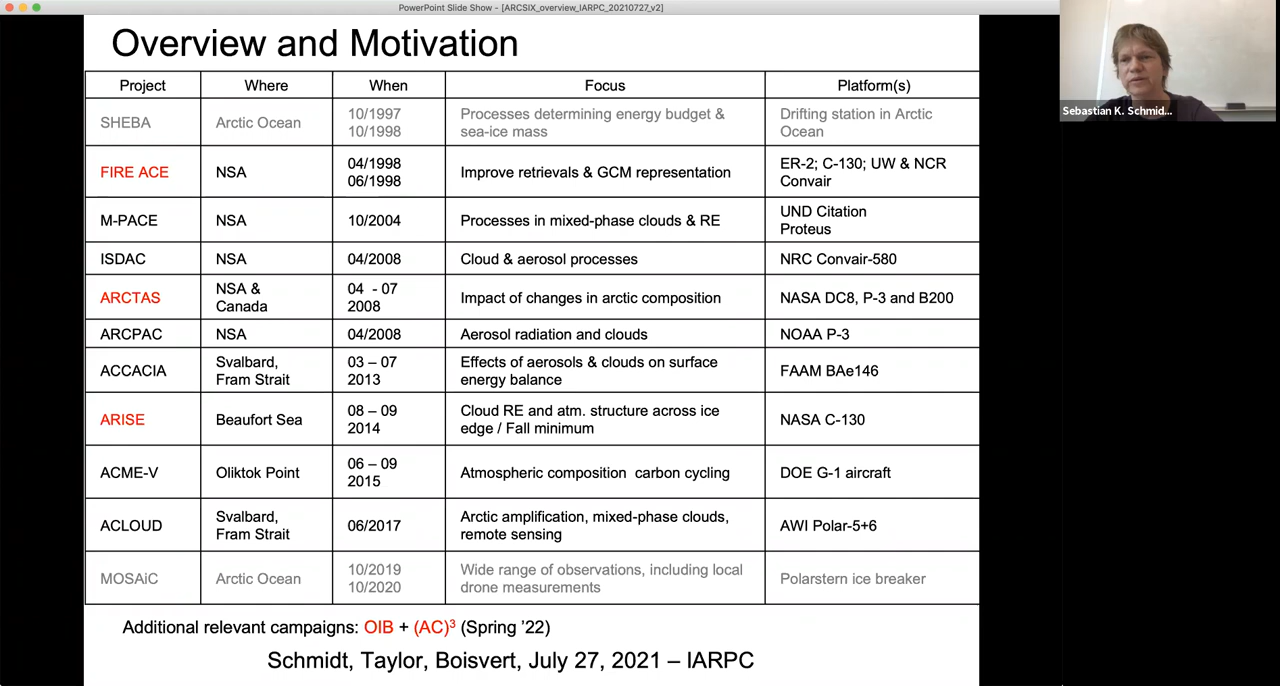 PowerPoint Slide Show - [ARCSIX_overview_IARPC_20210727_v2]
Overview and Motivation
Project Where When Focus Platform(s)
SHEBA Arctic Ocean 10/1997 10/1998 Processes determining energy budget & sea-ice mass Drifting station in Arctic Ocean
FIRE ACE NSA 04/1998 06/1998 Improve retrievals & GCM representation ER-2; C-130; UW & NCR Convair
M-PACE NSA 10/2004 Processes in mixed-phase clouds & RE UND Citation Proteus
ISDAC NSA 04/2008 Cloud & aerosol processes NRC Convair-580
ARCTAS NSA & Canada 04 - 07 2008 Impact of changes in arctic composition NASA DC8, P-3 and B200
ARCPAC NSA 04/2008 Aerosol radiation and clouds NOAA P-3
ACCACIA Svalbard, Fram Strait 03 – 07 2013 Effects of aerosols & clouds on surface energy balance FAAM BAe146
ARISE Beaufort Sea 08 – 09 2014 Cloud RE and atm. structure across ice edge / Fall minimum NASA C-130
ACME-V Oliktok Point 06 – 09 2015 Atmospheric composition carbon cycling DOE G-1 aircraft
ACLOUD Svalbard, Fram Strait 06/2017 Arctic amplification, mixed-phase clouds, remote sensing AWI Polar-5+6
MOSAiC Arctic Ocean 10/2019 10/2020 Wide range of observations, including local drone measurements Polarstern ice breaker
Additional relevant campaigns: OIB + (AC)³ (Spring ’22)
Schmidt, Taylor, Boisvert, July 27, 2021 – IARPC
Sebastian K. Schmid...